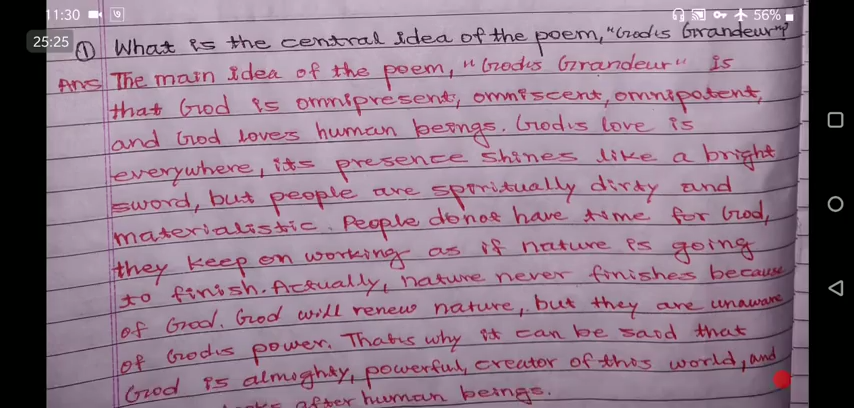 11:30 56%
25:25
① What is the central idea of the poem, "God's Grandeur"?
Ans The main idea of the poem, "God's Grandeur" is
that God is omnipresent, omniscent, omnipotent,
and God loves human beings. God's love is
everywhere, its presence shines like a bright
sword, but people are spiritually dirty and
materialistic. People donot have time for God,
they keep on working as if nature is going
to finish. Actually, nature never finishes because
of God. God will renew nature, but they are unaware
of God's power. That's why it can be said that
God is almighty, powerful, creator of this world, and
after human beings.